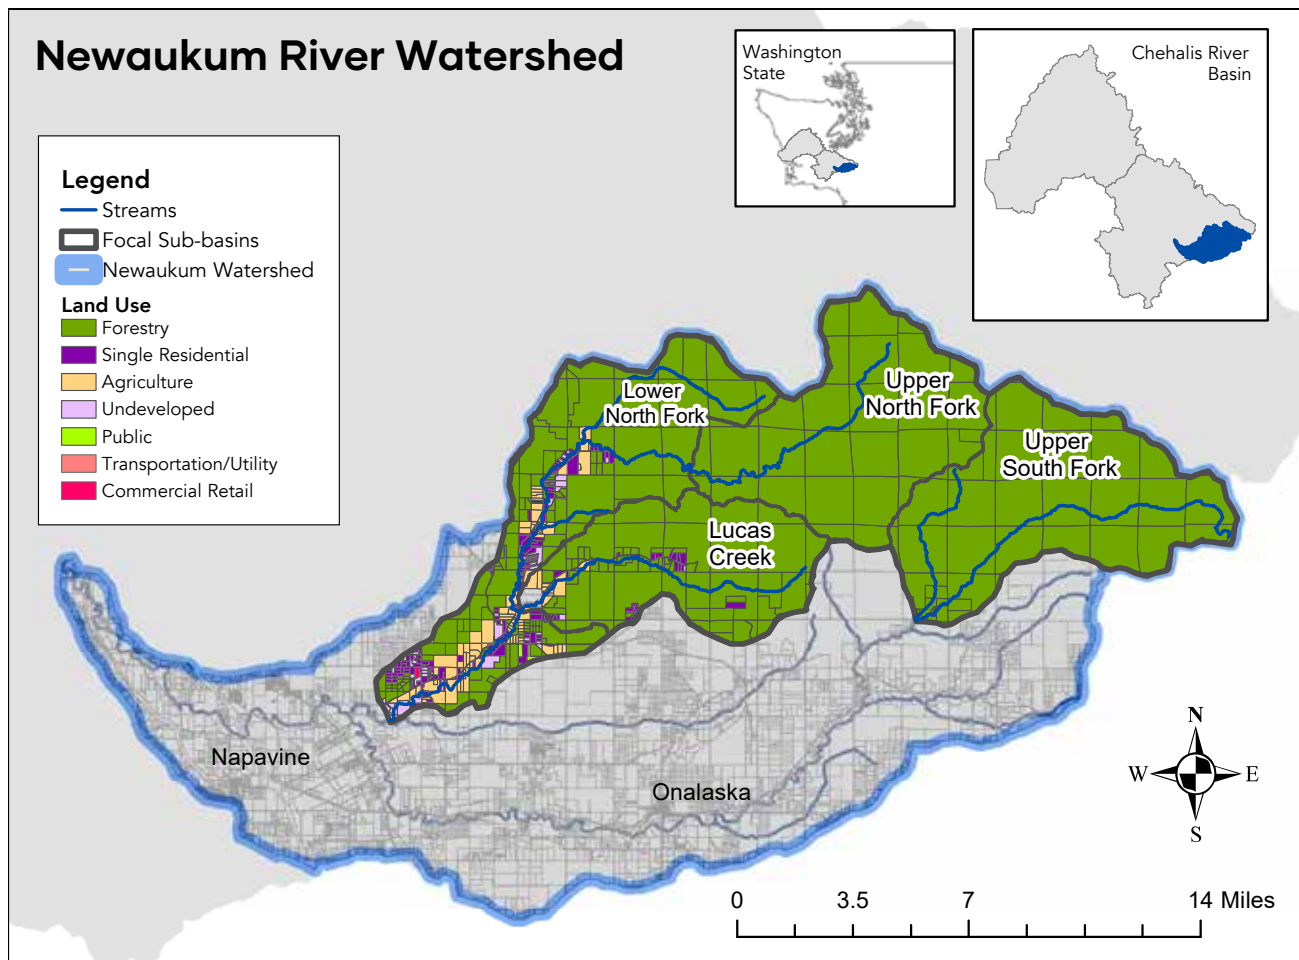 Newaukum River Watershed
Washington
State
Chehalis River
Basin
Legend
Streams
Focal Sub-basins
Newaukum Watershed
Land Use
Forestry
Single Residential
Agriculture
Undeveloped
Public
Transportation/Utility
Commercial Retail
Lower
North Fork
Upper
North Fork
Upper
South Fork
Lucas
Creek
Napavine
Onalaska
N
W
E
S
0
3.5
7
14 Miles